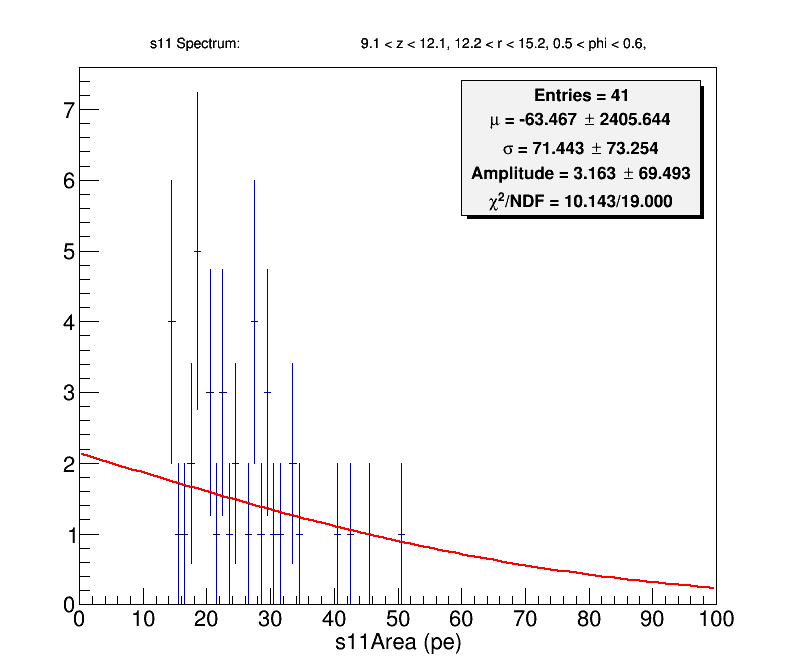 s11 Spectrum: 9.1 < z < 12.1, 12.2 < r < 15.2, 0.5 < phi < 0.6,
Entries = 41
μ = -63.467 ± 2405.644
σ = 71.443 ± 73.254
Amplitude = 3.163 ± 69.493
χ²/NDF = 10.143/19.000
7
6
5
4
3
2
1
0
0 10 20 30 40 50 60 70 80 90 100
s11Area (pe)